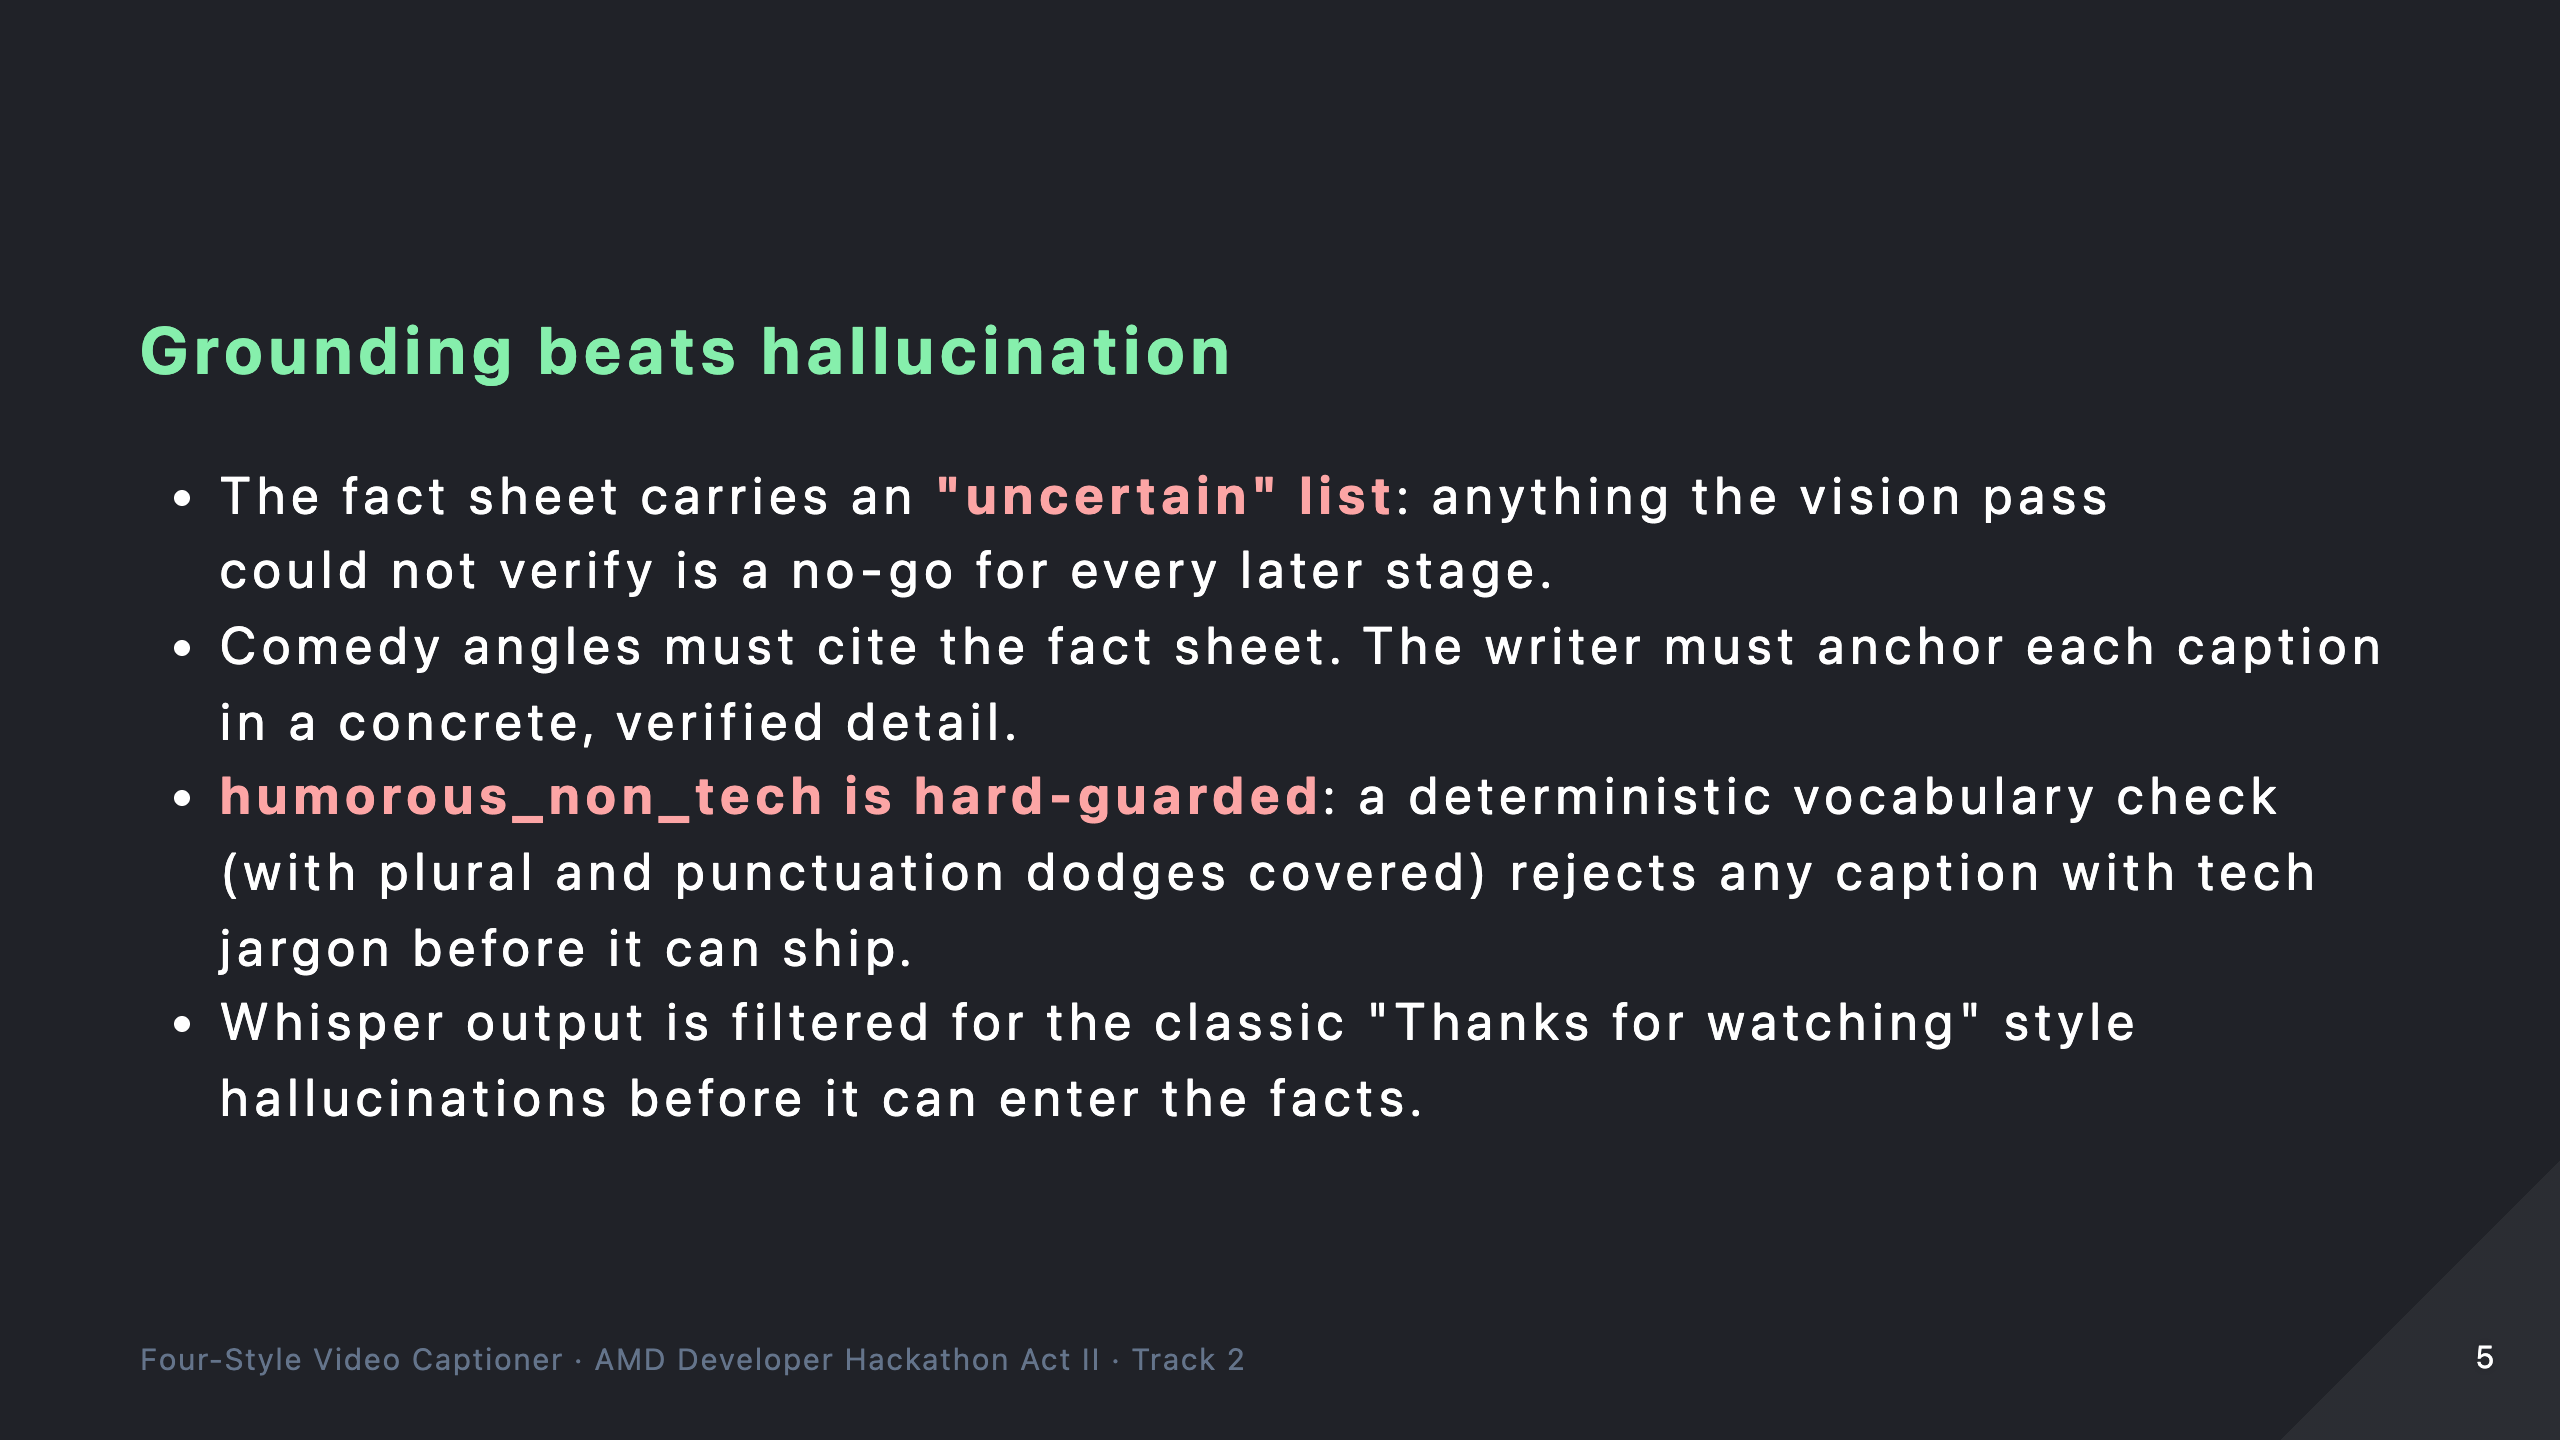 Grounding beats hallucination
• The fact sheet carries an "uncertain" list: anything the vision pass
could not verify is a no-go for every later stage.
• Comedy angles must cite the fact sheet. The writer must anchor each caption
in a concrete, verified detail.
• humorous_non_tech is hard-guarded: a deterministic vocabulary check
(with plural and punctuation dodges covered) rejects any caption with tech
jargon before it can ship.
• Whisper output is filtered for the classic "Thanks for watching" style
hallucinations before it can enter the facts.
Four-Style Video Captioner · AMD Developer Hackathon Act II · Track 2
5